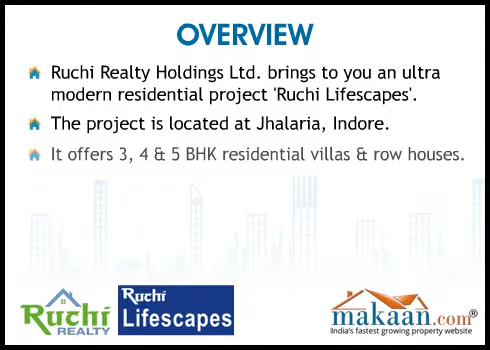 OVERVIEW
Ruchi Realty Holdings Ltd. brings to you an ultra
modern residential project 'Ruchi Lifescapes'.
The project is located at Jhalaria, Indore.
It offers 3, 4 & 5 BHK residential villas & row houses.
Ruchi
REALTY
Ruchi
Lifescapes
makaan.com®
India's fastest growing property website